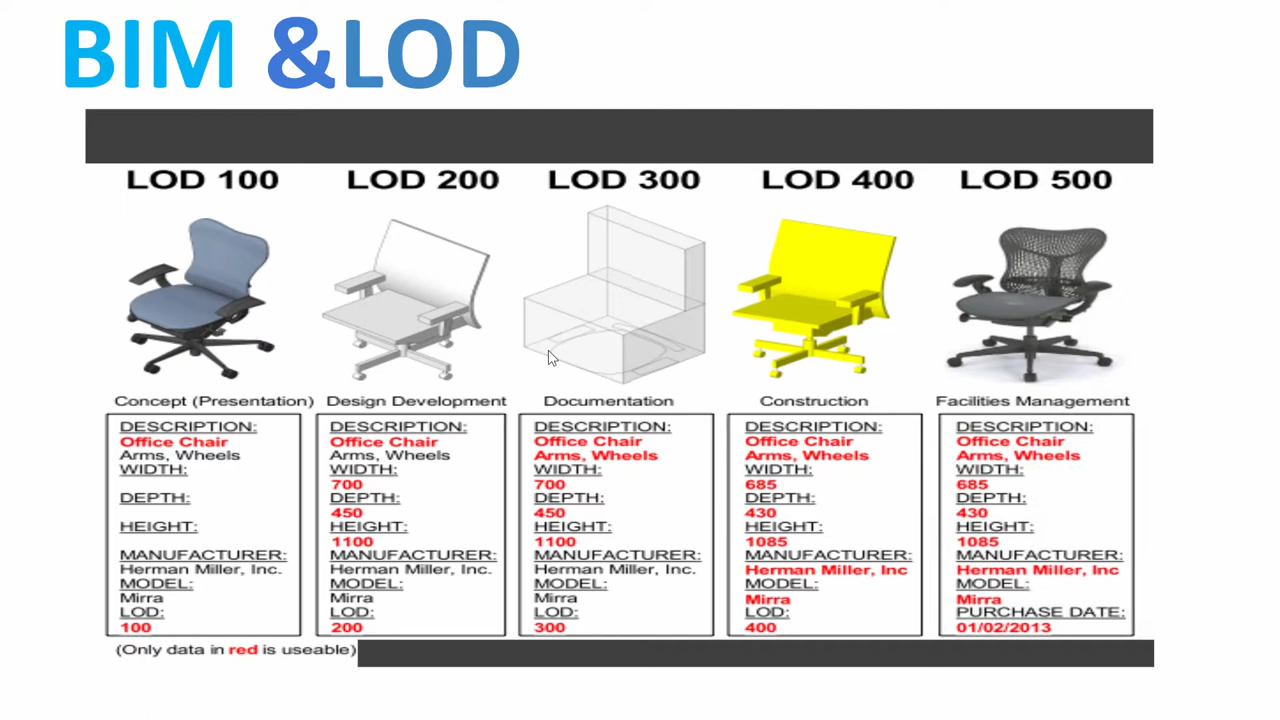 BIM &LOD
LOD 100
LOD 200
LOD 300
LOD 400
LOD 500
Concept (Presentation)
Design Development
Documentation
Construction
Facilities Management
DESCRIPTION:
Office Chair
Arms, Wheels
WIDTH:
DEPTH:
HEIGHT:
MANUFACTURER:
Herman Miller, Inc.
MODEL:
Mirra
LOD:
100
DESCRIPTION:
Office Chair
Arms, Wheels
WIDTH:
700
DEPTH:
450
HEIGHT:
1100
MANUFACTURER:
Herman Miller, Inc.
MODEL:
Mirra
LOD:
200
DESCRIPTION:
Office Chair
Arms, Wheels
WIDTH:
700
DEPTH:
450
HEIGHT:
1100
MANUFACTURER:
Herman Miller, Inc.
MODEL:
Mirra
LOD:
300
DESCRIPTION:
Office Chair
Arms, Wheels
WIDTH:
685
DEPTH:
430
HEIGHT:
1085
MANUFACTURER:
Herman Miller, Inc
MODEL:
Mirra
LOD:
400
DESCRIPTION:
Office Chair
Arms, Wheels
WIDTH:
685
DEPTH:
430
HEIGHT:
1085
MANUFACTURER:
Herman Miller, Inc
MODEL:
Mirra
PURCHASE DATE:
01/02/2013
(Only data in red is useable)